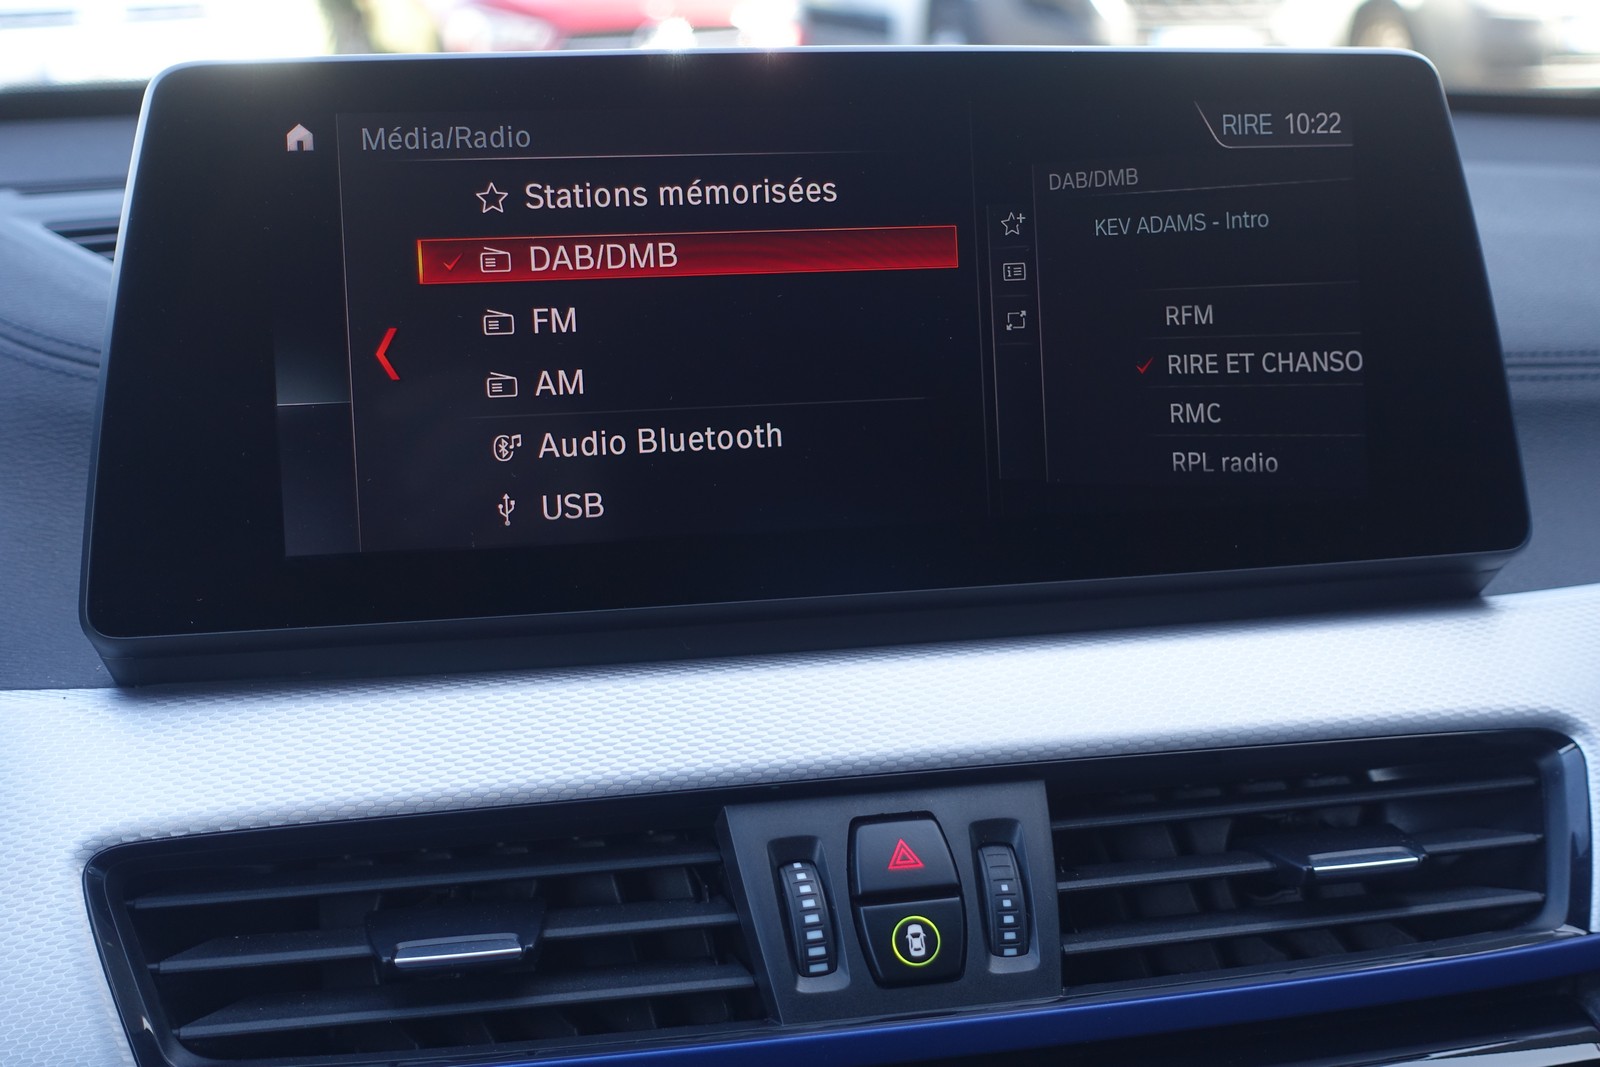 Média/Radio
Stations mémorisées
DAB/DMB
FM
AM
Audio Bluetooth
USB
RIRE 10:22
DAB/DMB
KEV ADAMS - Intro
RFM
RIRE ET CHANSO
RMC
RPL radio